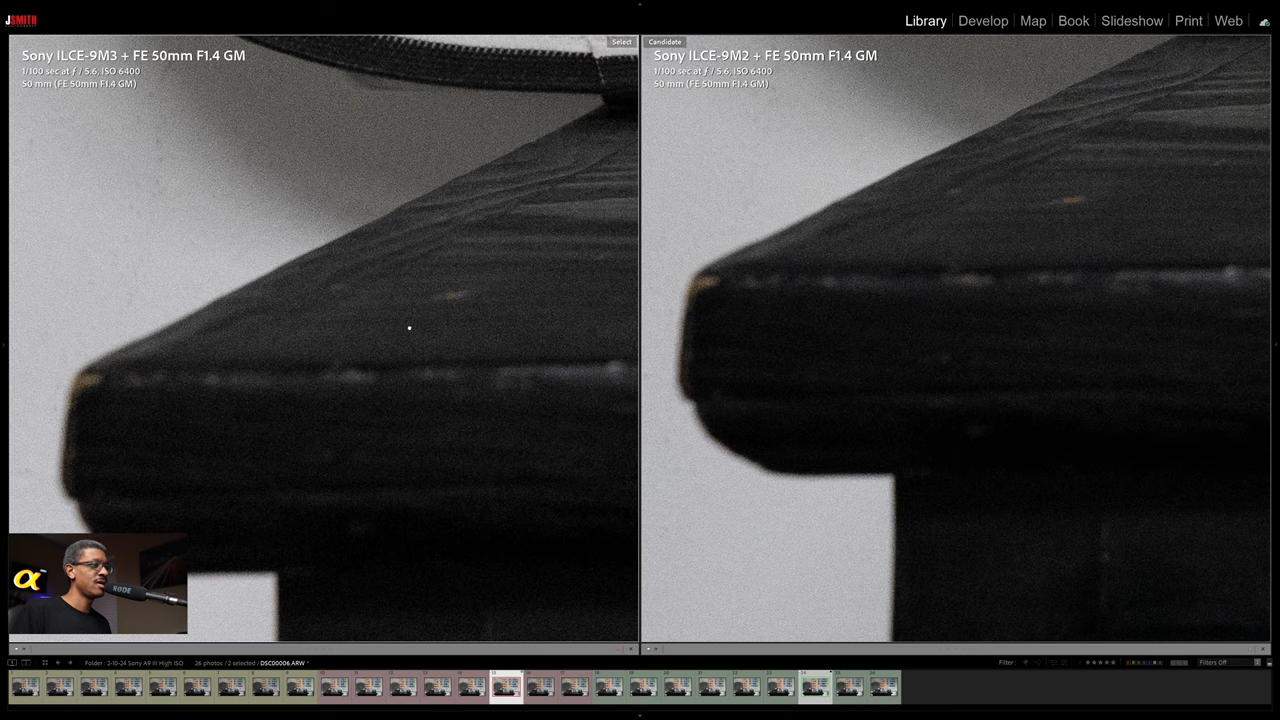 JSMITH
Library | Develop | Map | Book | Slideshow | Print | Web
Select
Sony ILCE-9M3 + FE 50mm F1.4 GM
1/100 sec at ƒ / 5.6, ISO 6400
50 mm (FE 50mm F1.4 GM)
Candidate
Sony ILCE-9M2 + FE 50mm F1.4 GM
1/100 sec at ƒ / 5.6, ISO 6400
50 mm (FE 50mm F1.4 GM)
α
RØDE
Folder : 2-10-24 Sony A9 III High ISO
26 photos / 2 selected / DSC00006.ARW
Filter :
Filters Off